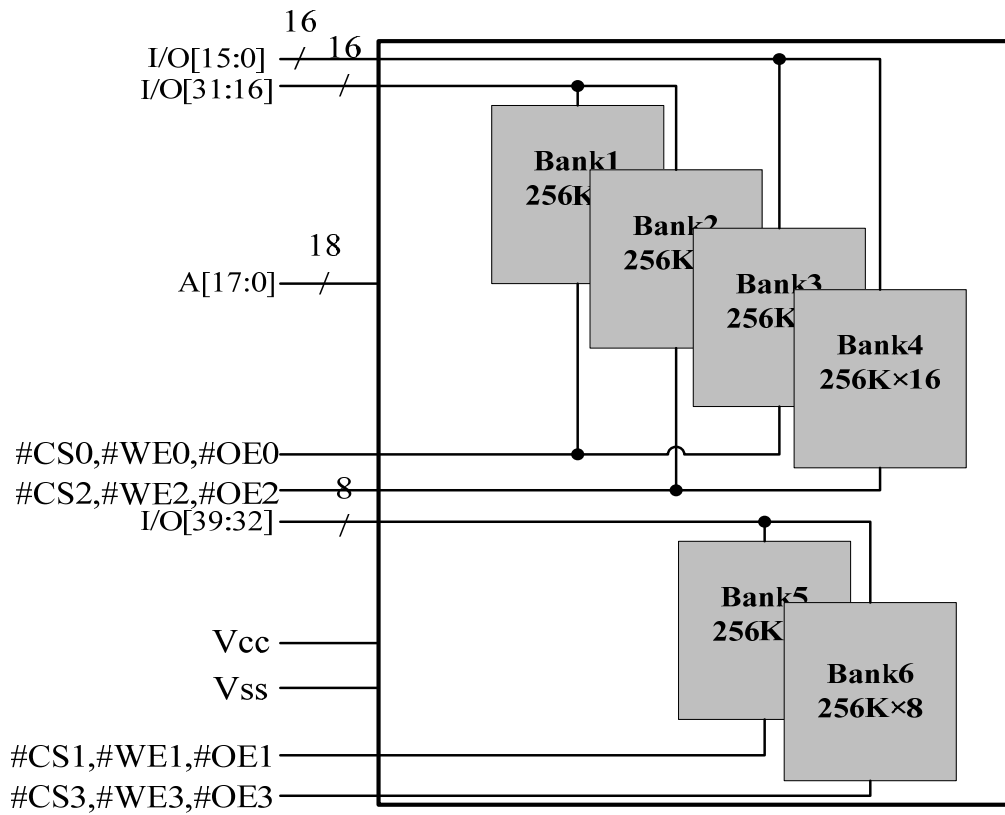 16
16
I/O[15:0]
I/O[31:16]
Bank1
256K
Bank2
256K
18
A[17:0]
Bank3
256K
Bank4
256K×16
#CS0,#WE0,#OE0
#CS2,#WE2,#OE2
8
I/O[39:32]
Bank5
256K
Vcc
Vss
Bank6
256K×8
#CS1,#WE1,#OE1
#CS3,#WE3,#OE3